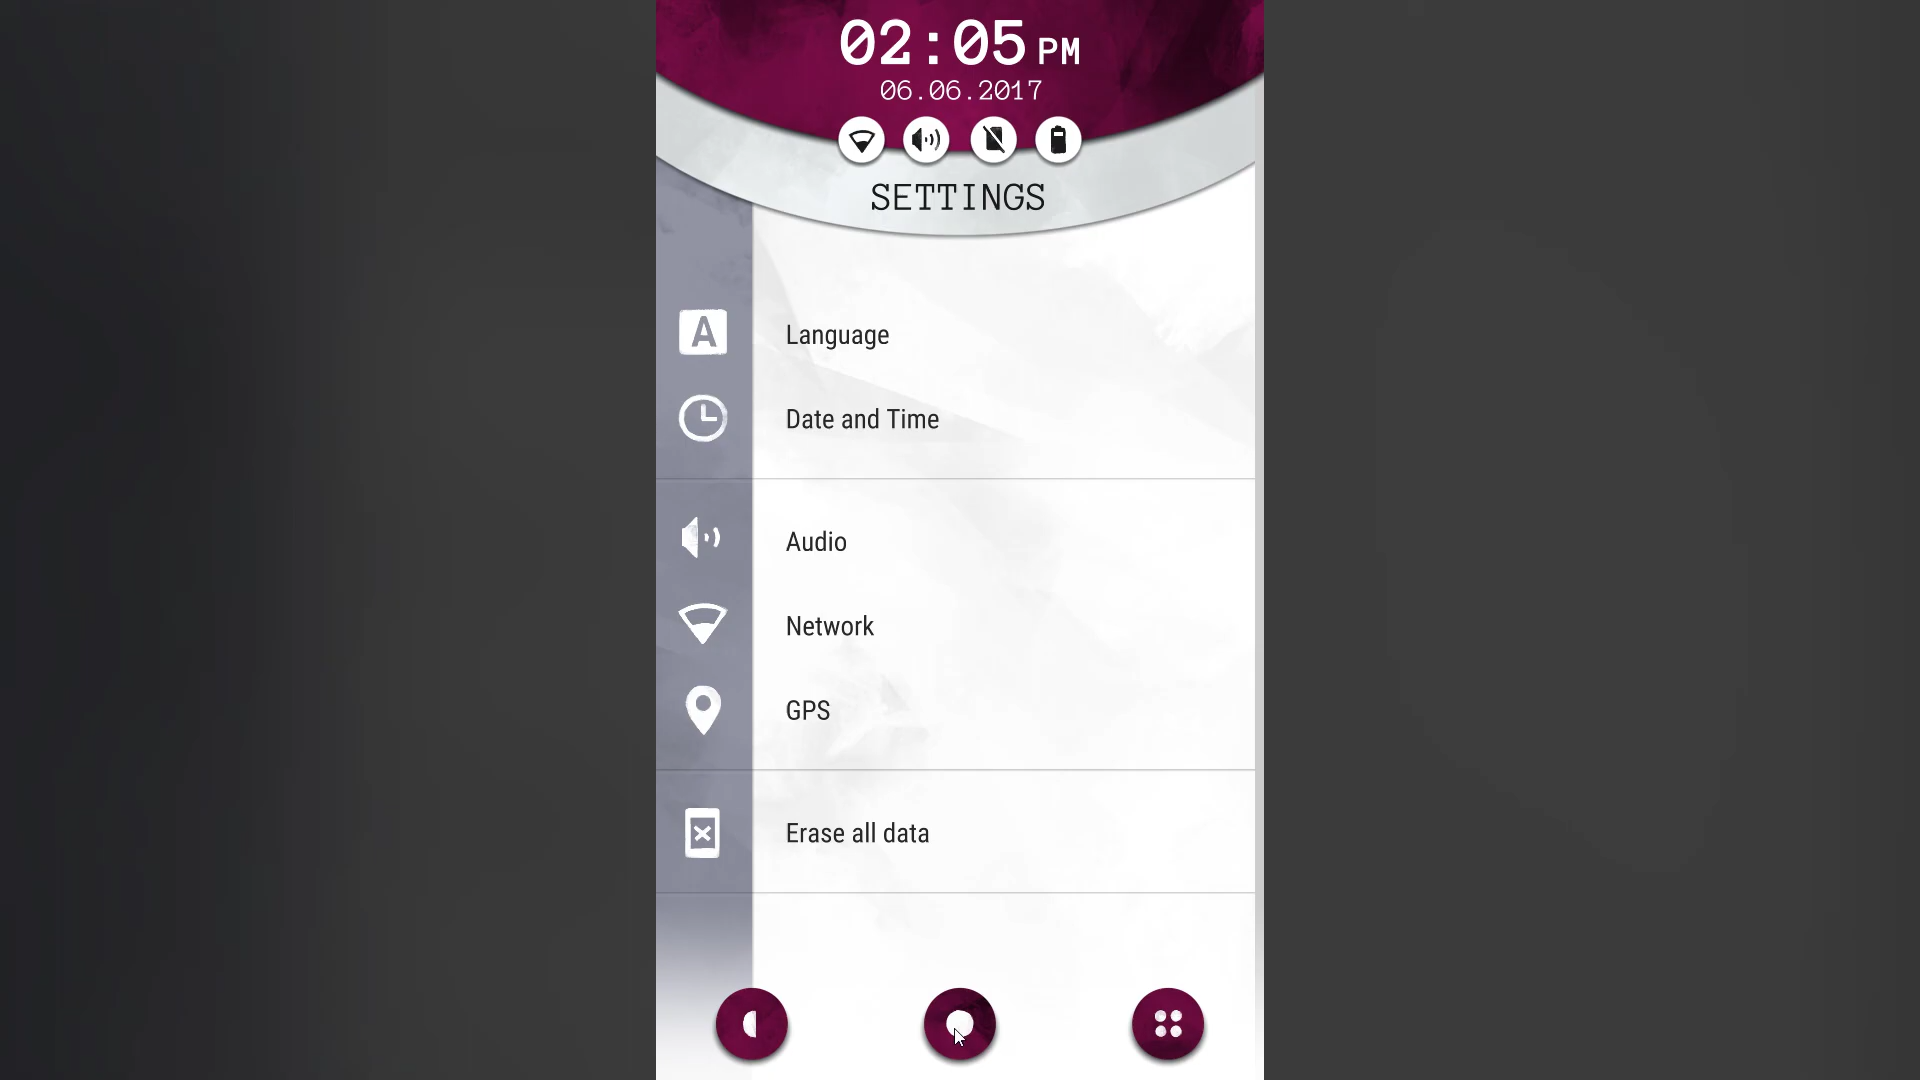 02:05 PM
06.06.2017
SETTINGS
A
Language
Date and Time
Audio
Network
GPS
Erase all data